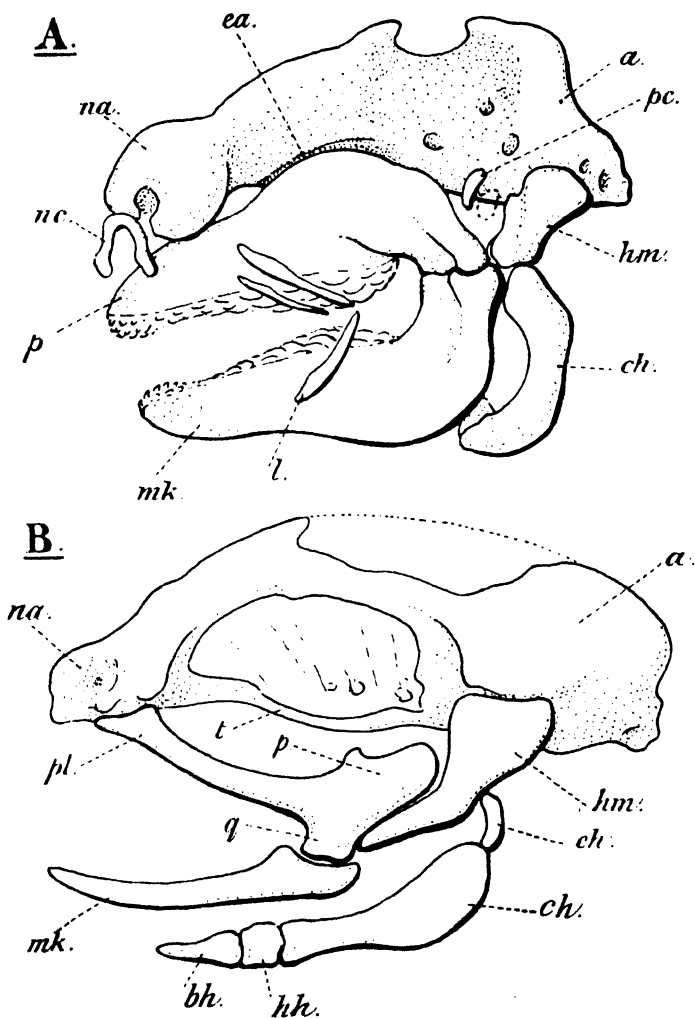 A.
ea.
a.
pc.
na.
nc.
hm.
p
ch.
l.
mk.
B.
a.
na.
t
p
pl.
hm.
q
ch.
ch.
mk.
bh.
hh.